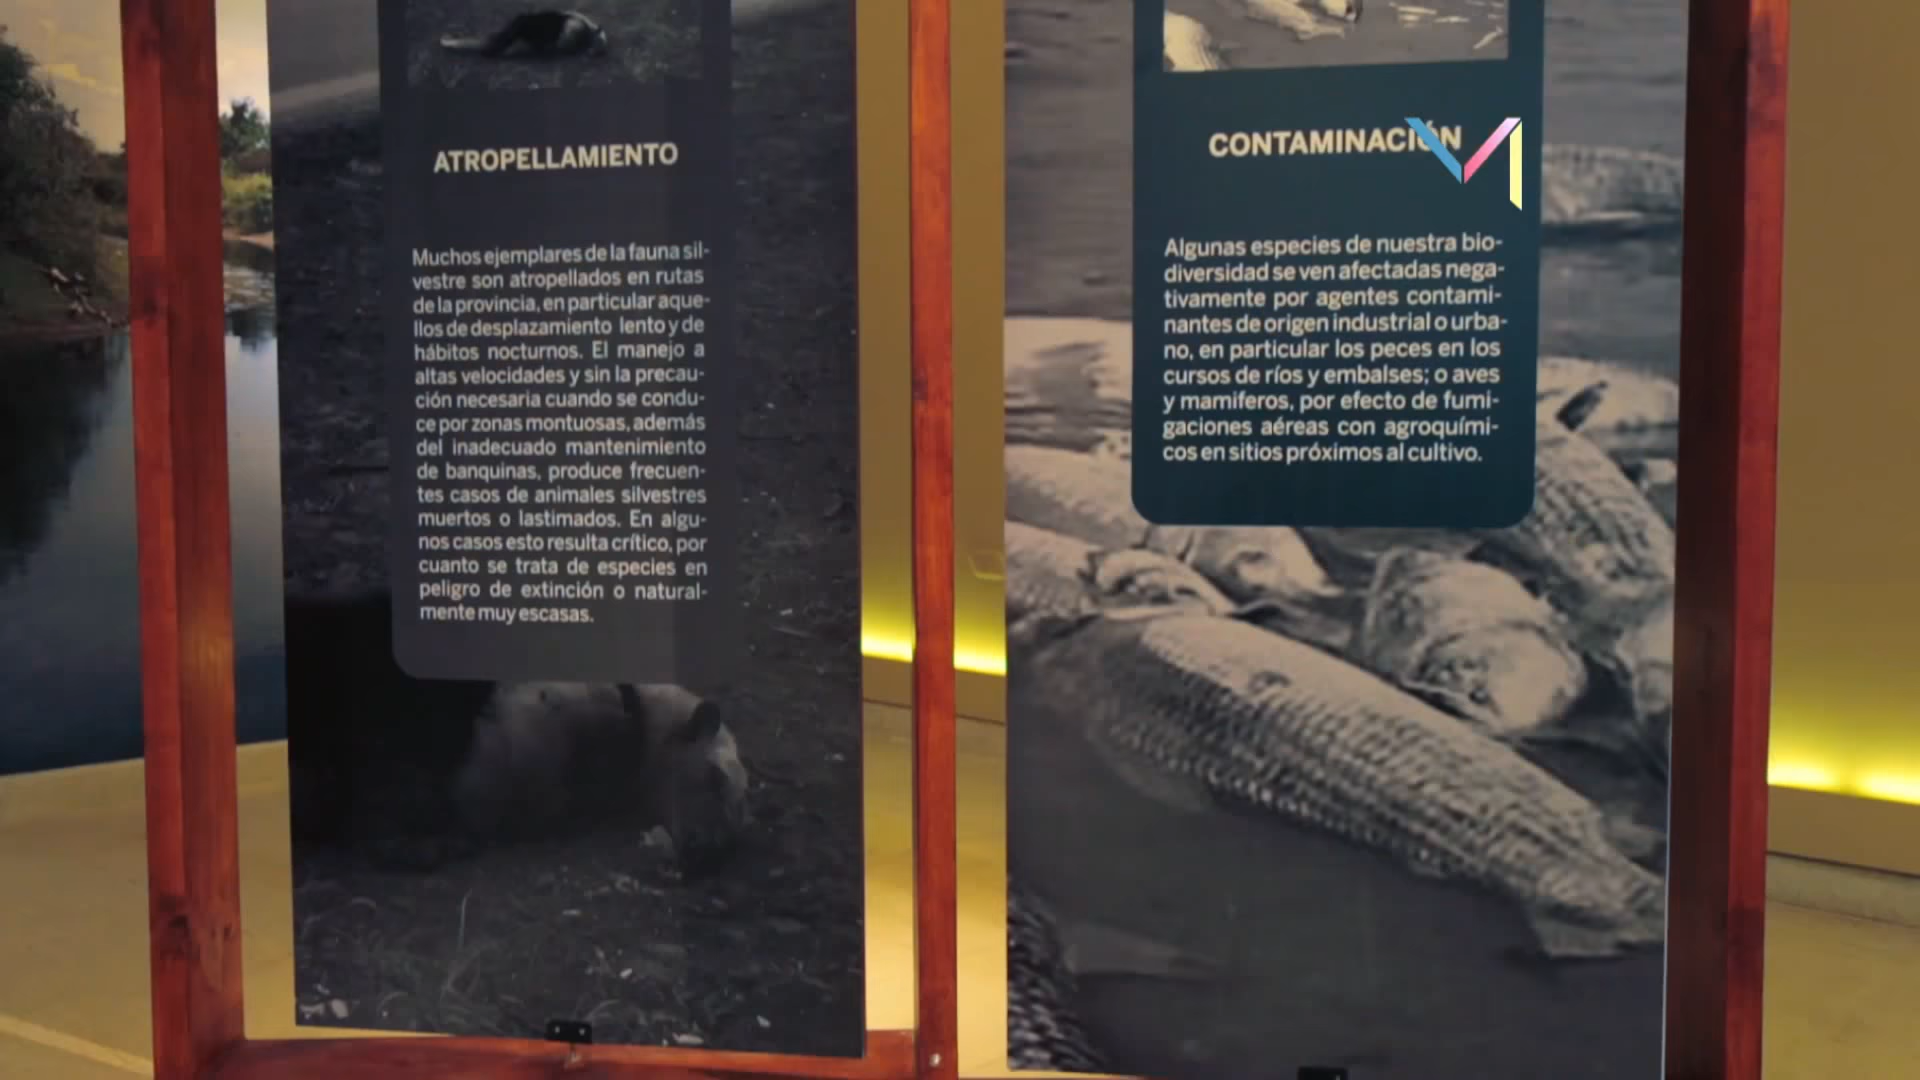 ATROPELLAMIENTO
Muchos ejemplares de la fauna sil-
vestre son atropellados en rutas
de la provincia, en particular aque-
llos de desplazamiento lento y de
hábitos nocturnos. El manejo a
altas velocidades y sin la precau-
ción necesaria cuando se condu-
ce por zonas montuosas, además
del inadecuado mantenimiento
de banquinas, produce frecuen-
tes casos de animales silvestres
muertos o lastimados. En algu-
nos casos esto resulta crítico, por
cuanto se trata de especies en
peligro de extinción o natural-
mente muy escasas.
CONTAMINACIÓN
Algunas especies de nuestra bio-
diversidad se ven afectadas nega-
tivamente por agentes contami-
nantes de origen industrial o urba-
no, en particular los peces en los
cursos de ríos y embalses; o aves
y mamiferos, por efecto de fumi-
gaciones aéreas con agroquími-
cos en sitios próximos al cultivo.